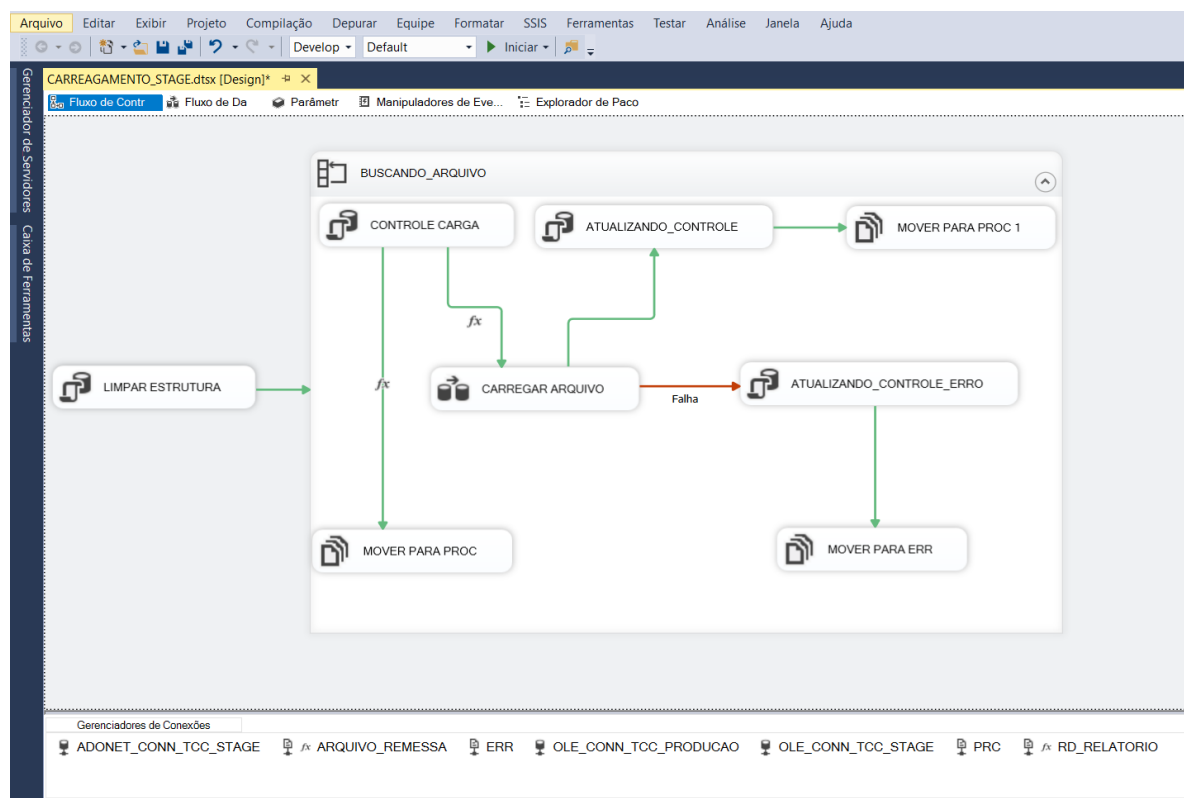 Arquivo Editar Exibir Projeto Compilação Depurar Equipe Formatar SSIS Ferramentas Testar Análise Janela Ajuda
Develop Default Iniciar
Gerenciador de Servidores
Caixa de Ferramentas
CARREAGAMENTO_STAGE.dtsx [Design]*
Fluxo de Contr Fluxo de Da Parâmetr Manipuladores de Eve... Explorador de Paco
BUSCANDO_ARQUIVO
CONTROLE CARGA ATUALIZANDO_CONTROLE MOVER PARA PROC 1
fx
LIMPAR ESTRUTURA fx CARREGAR ARQUIVO Falha ATUALIZANDO_CONTROLE_ERRO
MOVER PARA PROC MOVER PARA ERR
Gerenciadores de Conexões
ADONET_CONN_TCC_STAGE fx ARQUIVO_REMESSA ERR OLE_CONN_TCC_PRODUCAO OLE_CONN_TCC_STAGE PRC fx RD_RELATORIO